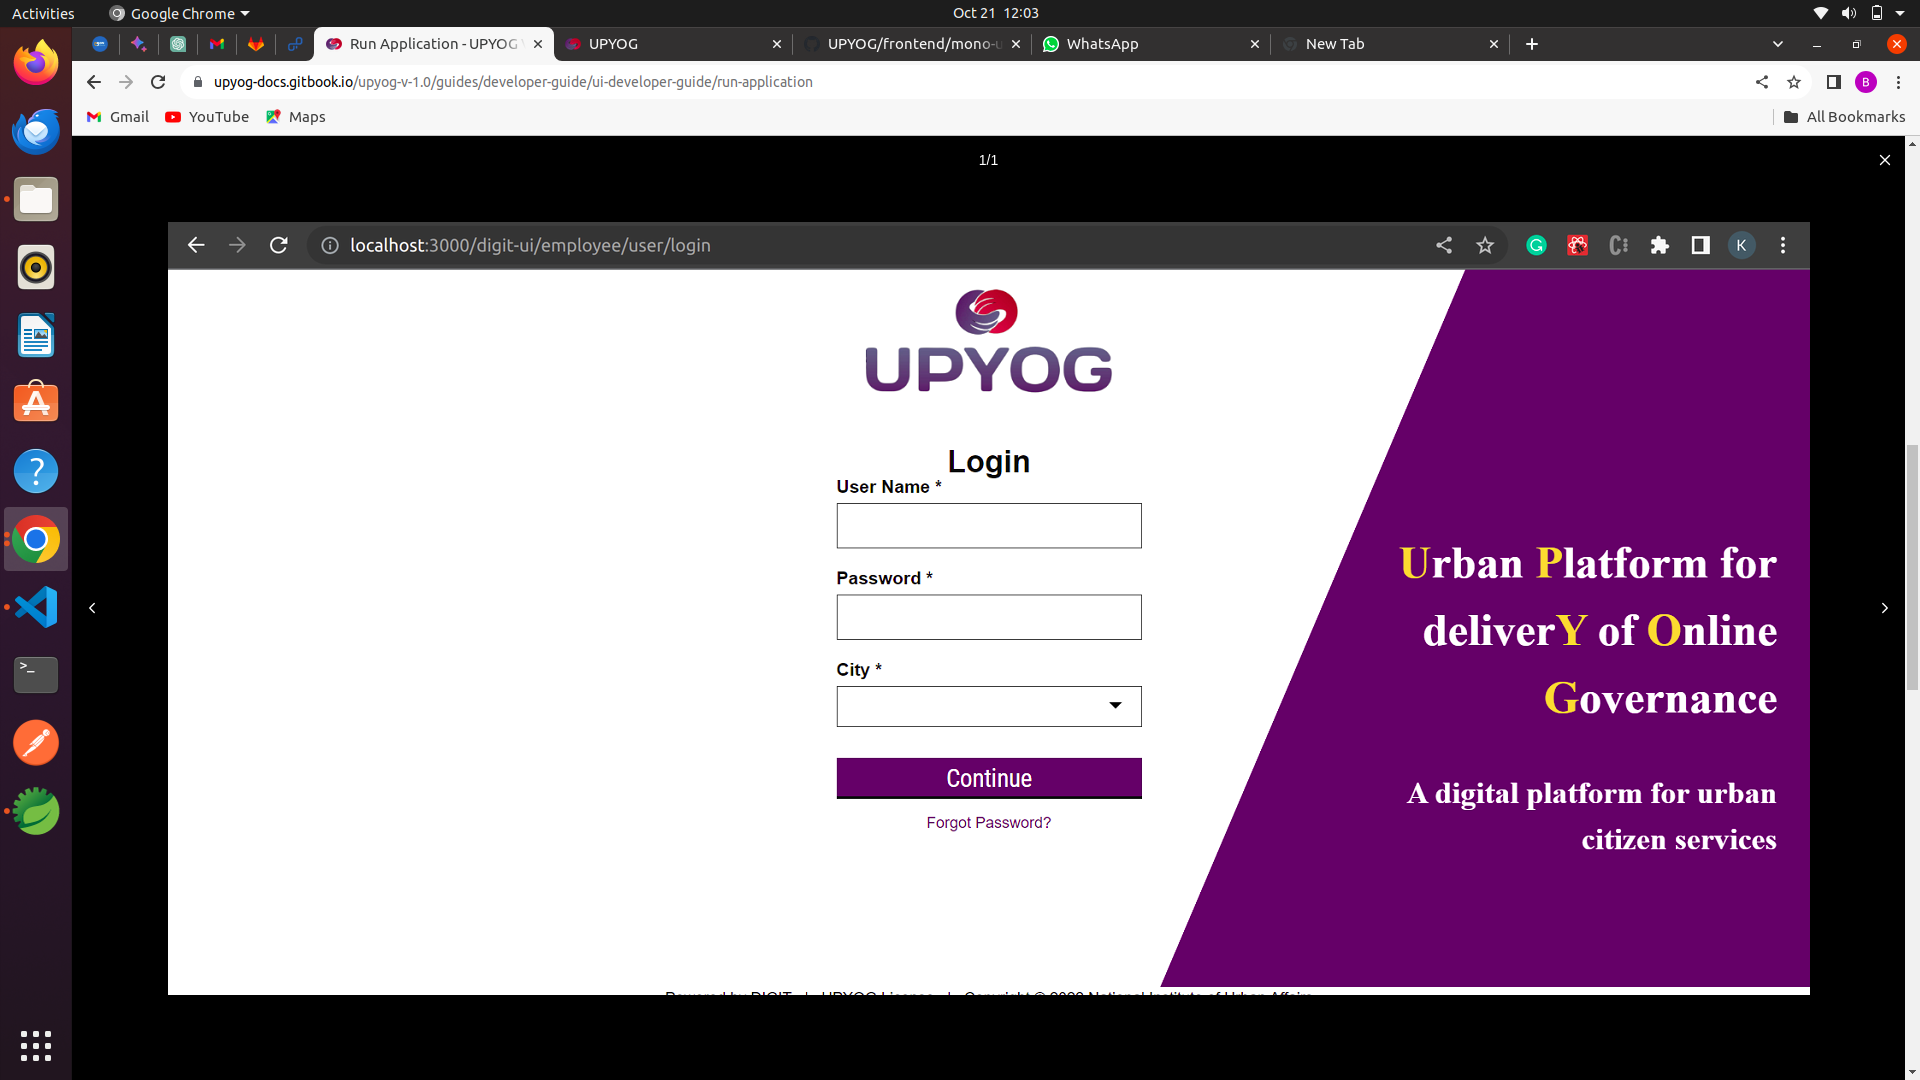 Activities
Google Chrome
Oct 21 12:03
Run Application - UPYOG
UPYOG
UPYOG/frontend/mono-u
WhatsApp
New Tab
upyog-docs.gitbook.io/upyog-v-1.0/guides/developer-guide/ui-developer-guide/run-application
B
Gmail
YouTube
Maps
All Bookmarks
1/1
localhost:3000/digit-ui/employee/user/login
K
UPYOG
Login
User Name *
Password *
City *
Continue
Forgot Password?
Urban Platform for
deliverY of Online
Governance
A digital platform for urban
citizen services